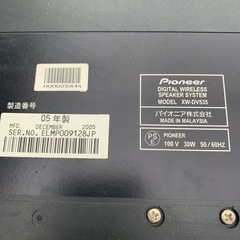 000025634
製造番号
05年製
MFD DECEMBER 2005
SER.NO. ELMP009128JP
Pioneer
DIGITAL WIRELESS
SPEAKER SYSTEM
MODEL XW-DV535
パイオニア株式会社
MADE IN MALAYSIA
PS
E
PIONEER
100 V 30W 50/60Hz